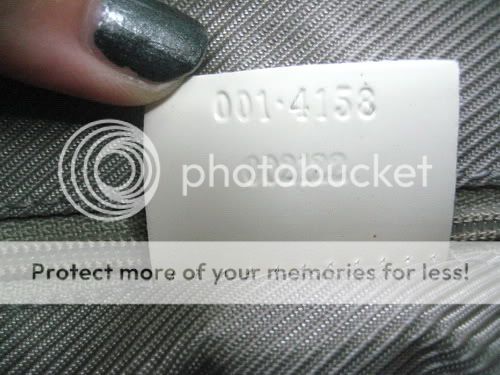 001·4158
photobucket
Protect more of your memories for less!